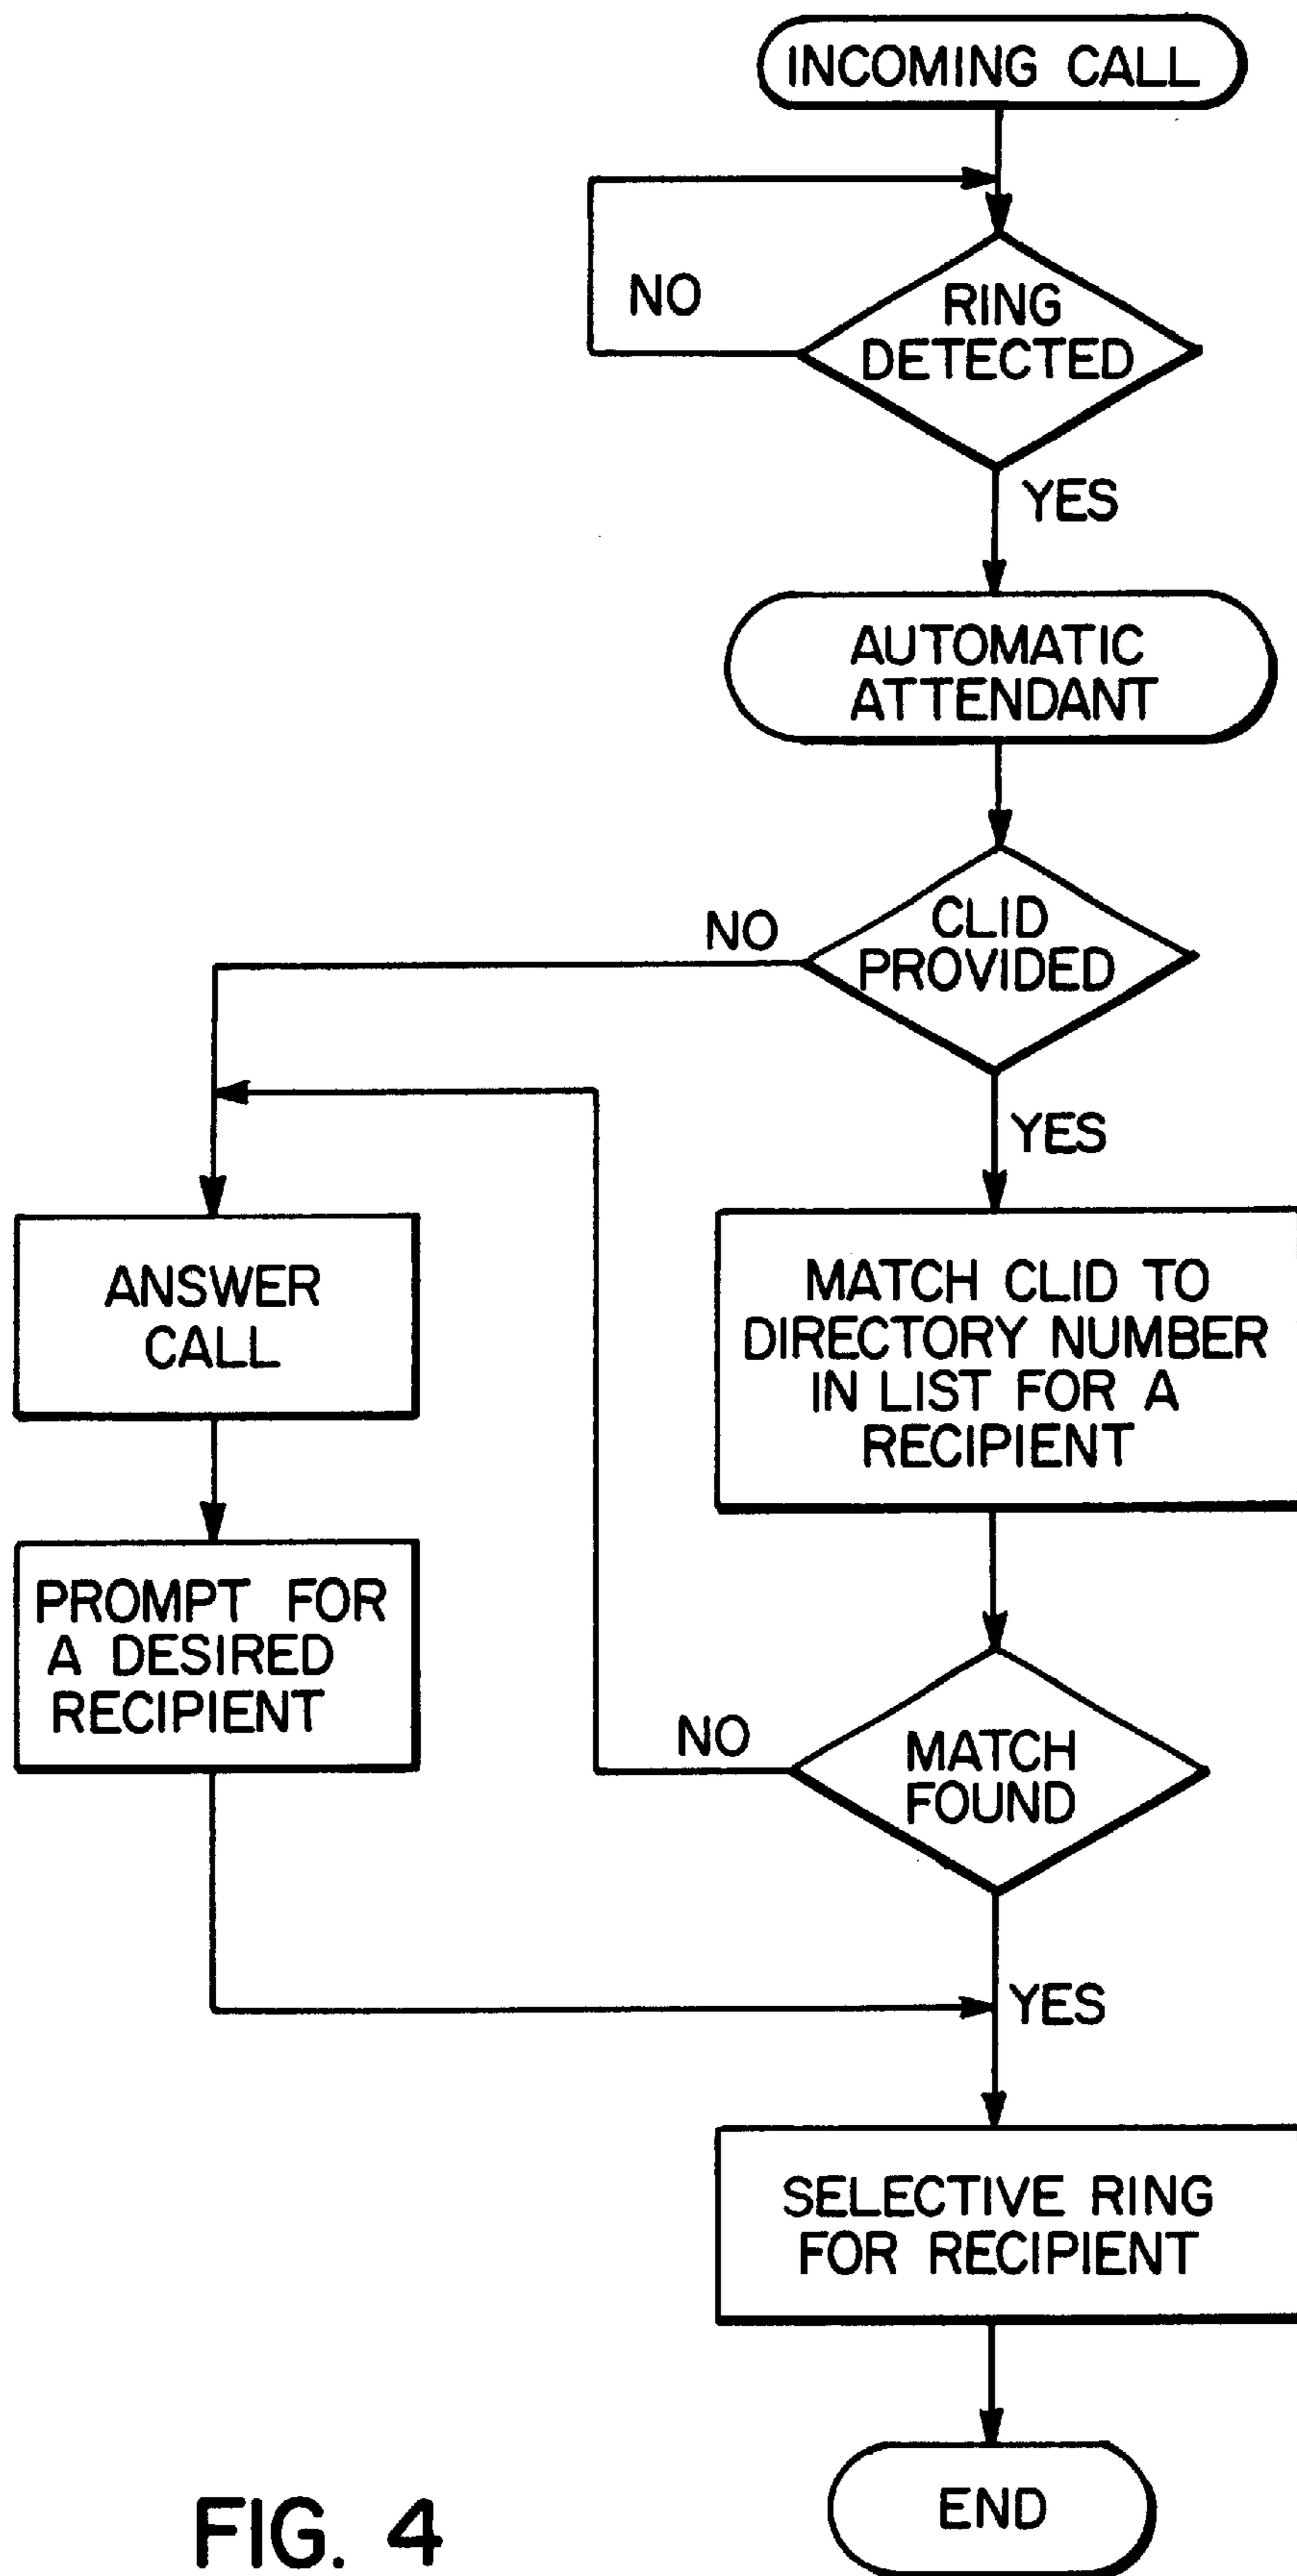 INCOMING CALL
NO
RING
DETECTED
YES
AUTOMATIC
ATTENDANT
NO
CLID
PROVIDED
YES
ANSWER
CALL
MATCH CLID TO
DIRECTORY NUMBER
IN LIST FOR A
RECIPIENT
PROMPT FOR
A DESIRED
RECIPIENT
NO
MATCH
FOUND
YES
SELECTIVE RING
FOR RECIPIENT
END
FIG. 4